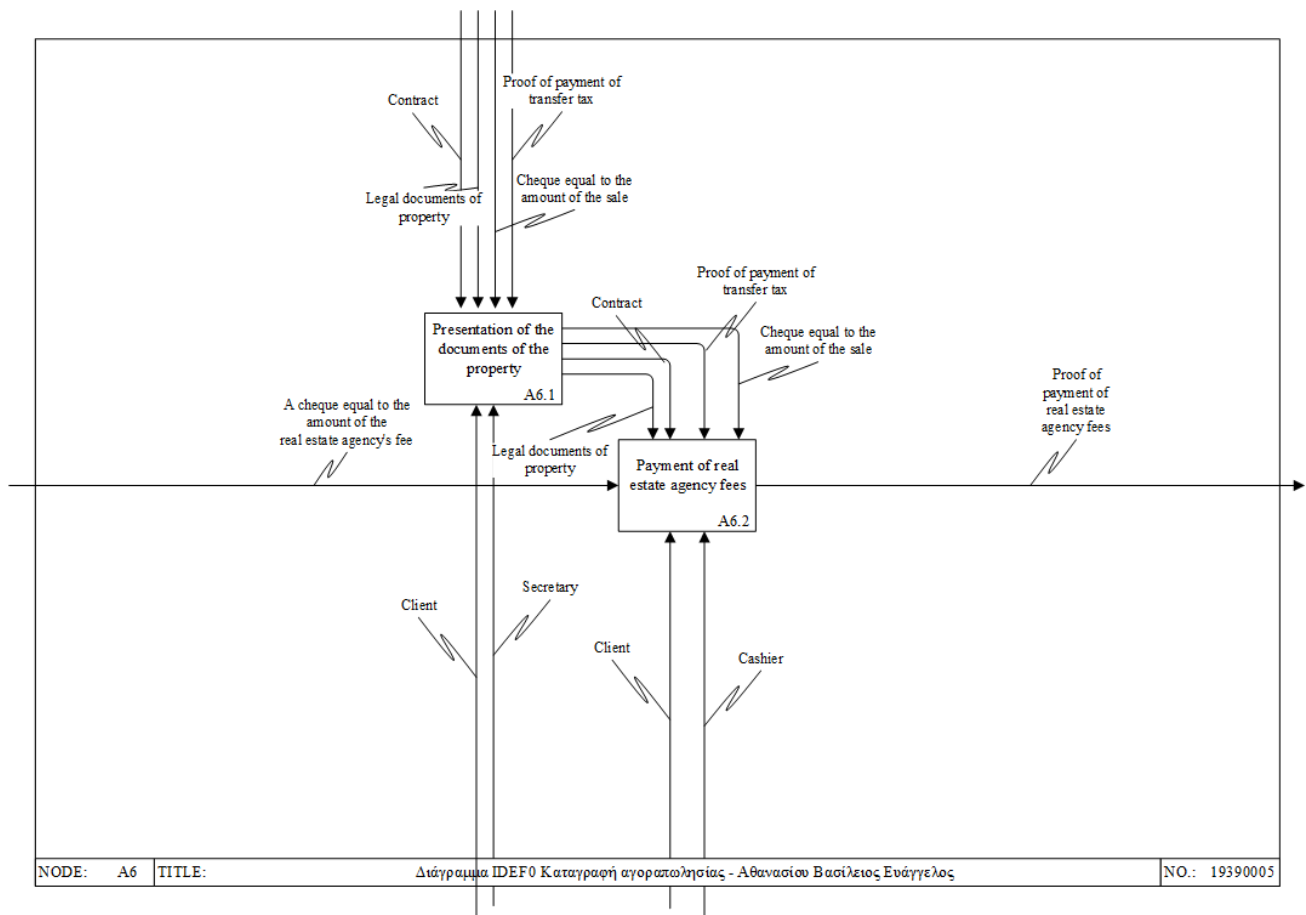 Proof of payment of
transfer tax
Contract
Cheque equal to the
amount of the sale
Legal documents of
property
Proof of payment of
transfer tax
Contract
Presentation of the
documents of the
property
A6.1
Cheque equal to the
amount of the sale
Proof of
payment of
real estate
agency fees
A cheque equal to the
amount of the
real estate agency's fee
Legal documents of
property
Payment of real
estate agency fees
A6.2
Secretary
Client
Client
Cashier
NODE: A6 TITLE: Διάγραμμα IDEF0 Καταγραφή αγοραπωλησίας - Αθανασίου Βασίλειος Ευάγγελος NO.: 19390005